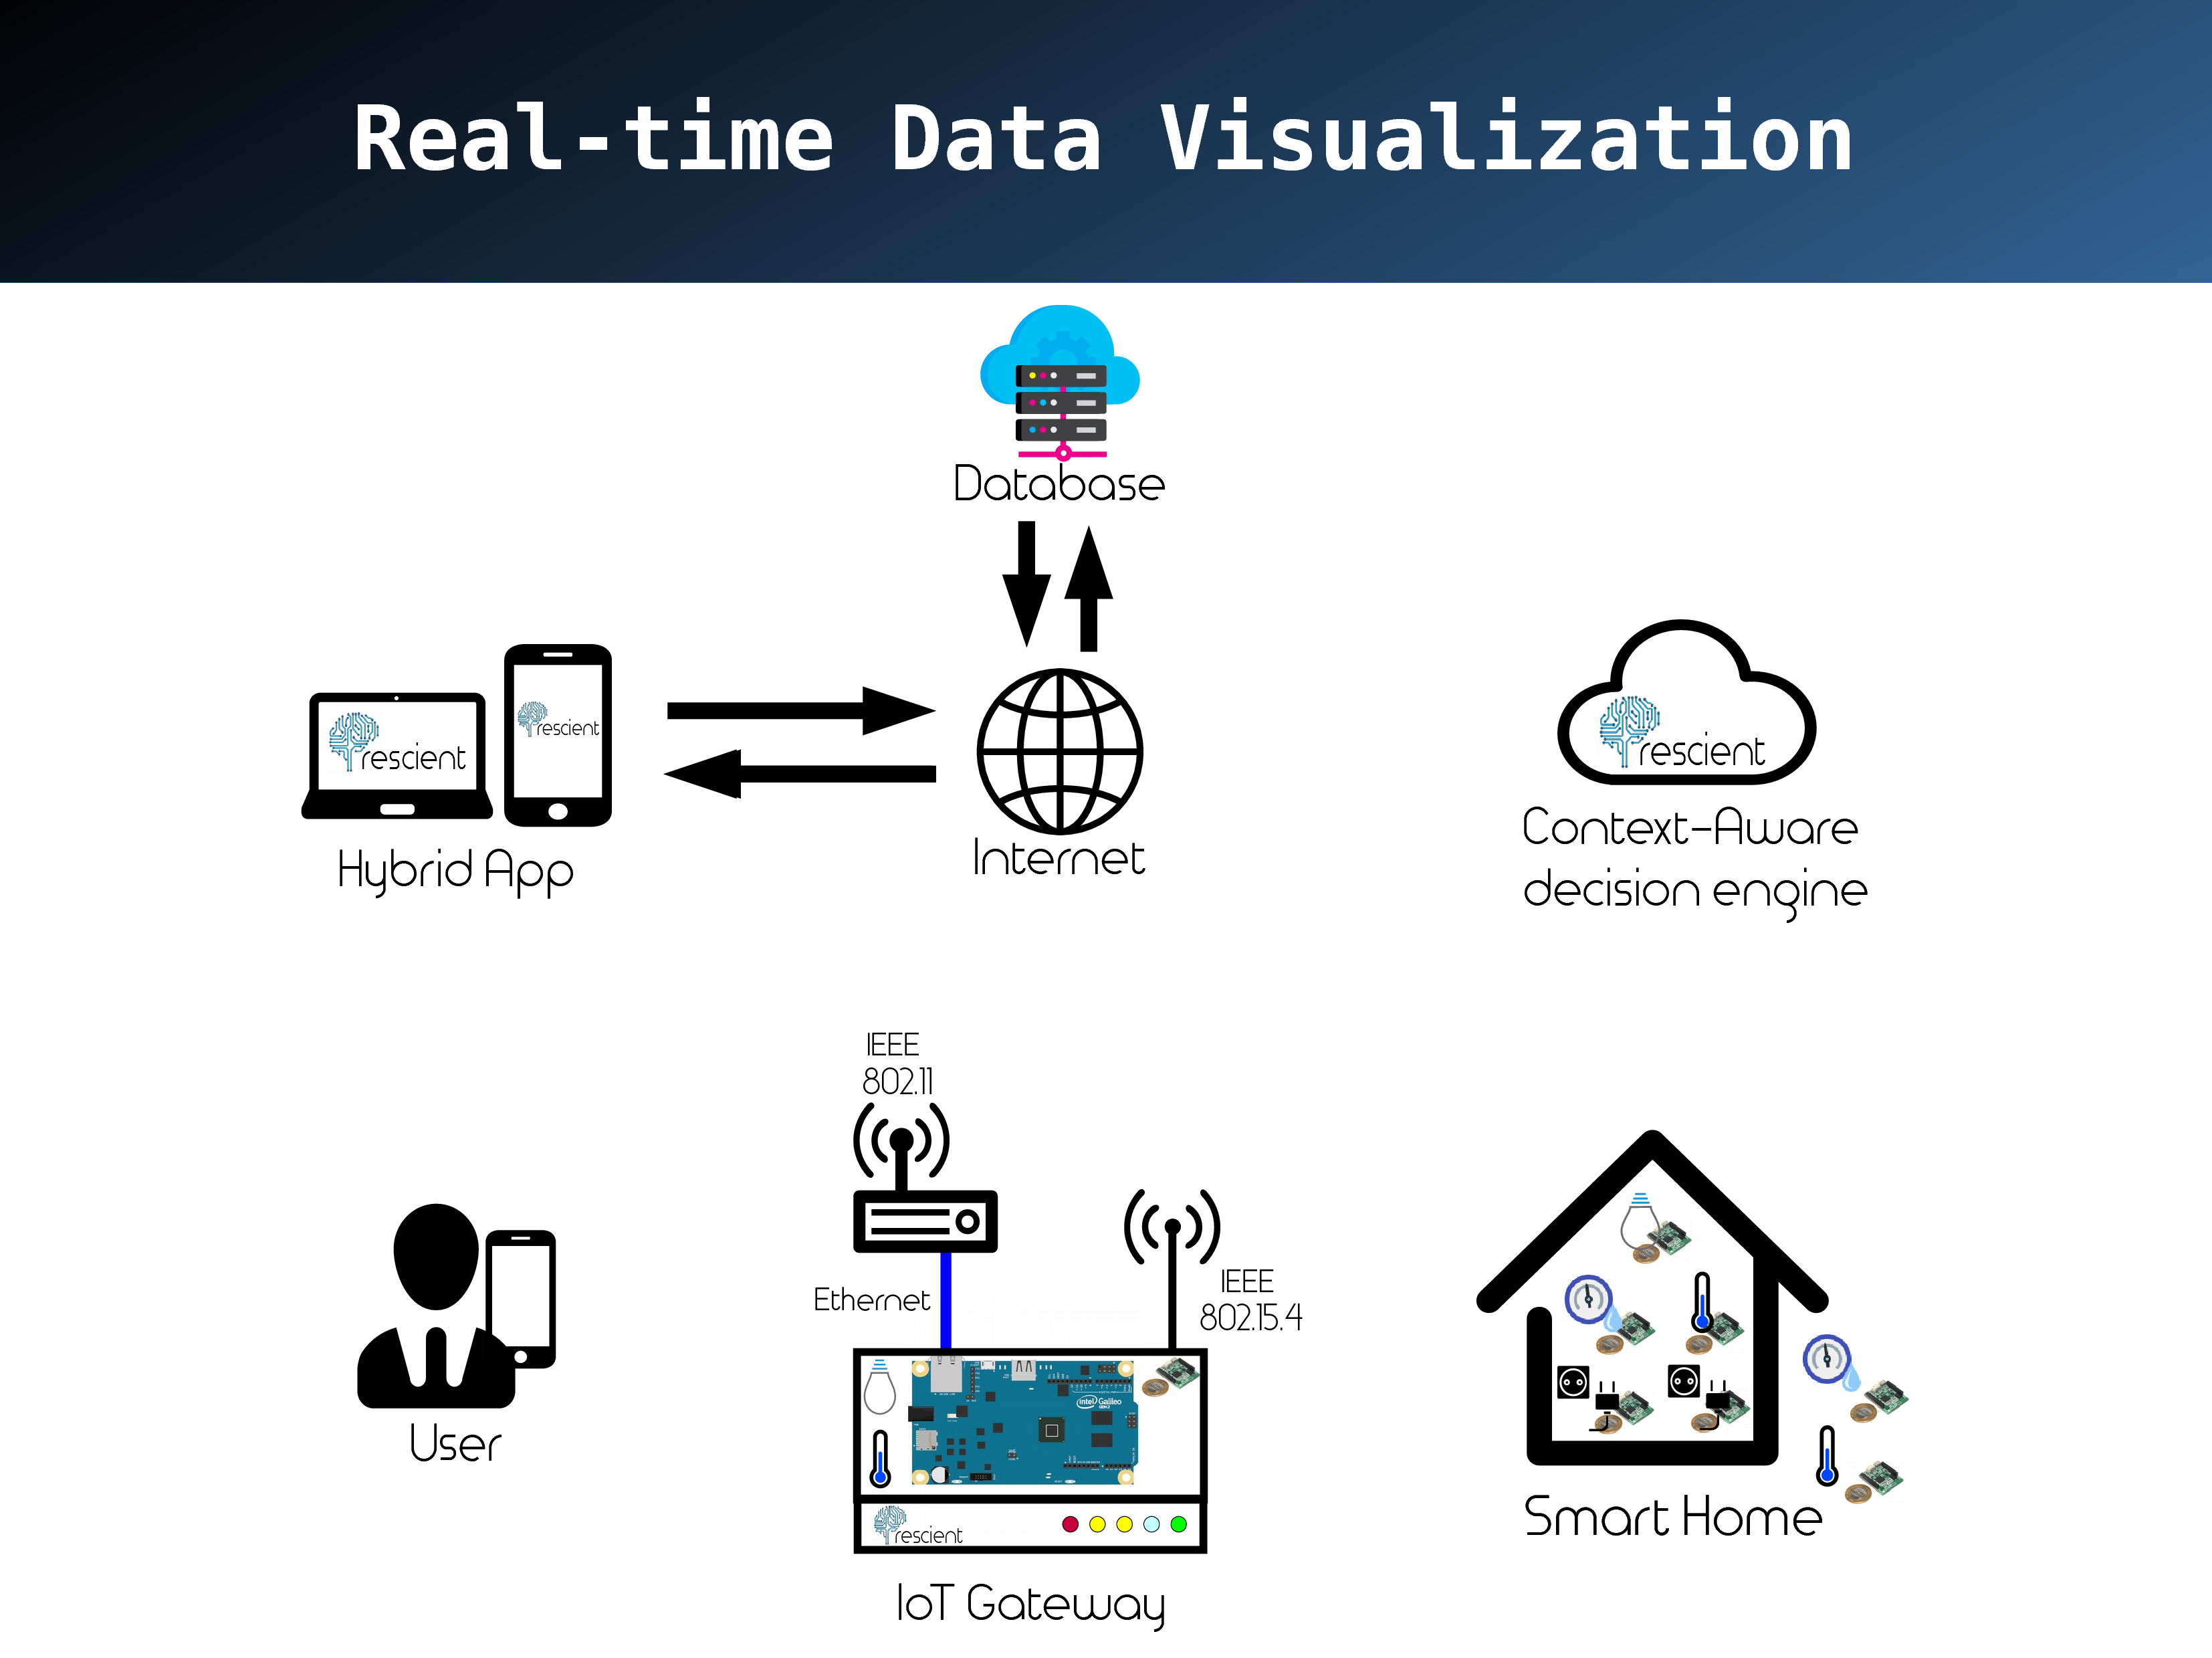 Real-time Data Visualization
Database
rescient
rescient
Hybrid App
Internet
rescient
Context-Aware
decision engine
IEEE
802.11
Ethernet
IEEE
802.15.4
User
intel Galileo
rescient
IoT Gateway
Smart Home